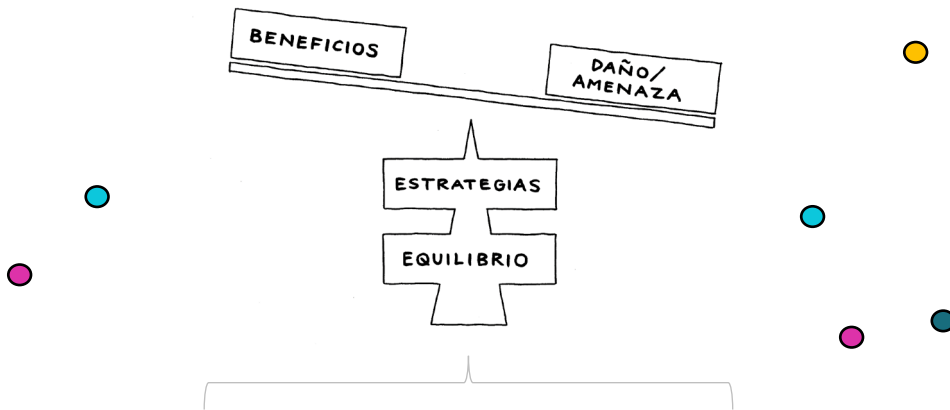 BENEFICIOS
DAÑO/
AMENAZA
ESTRATEGIAS
EQUILIBRIO